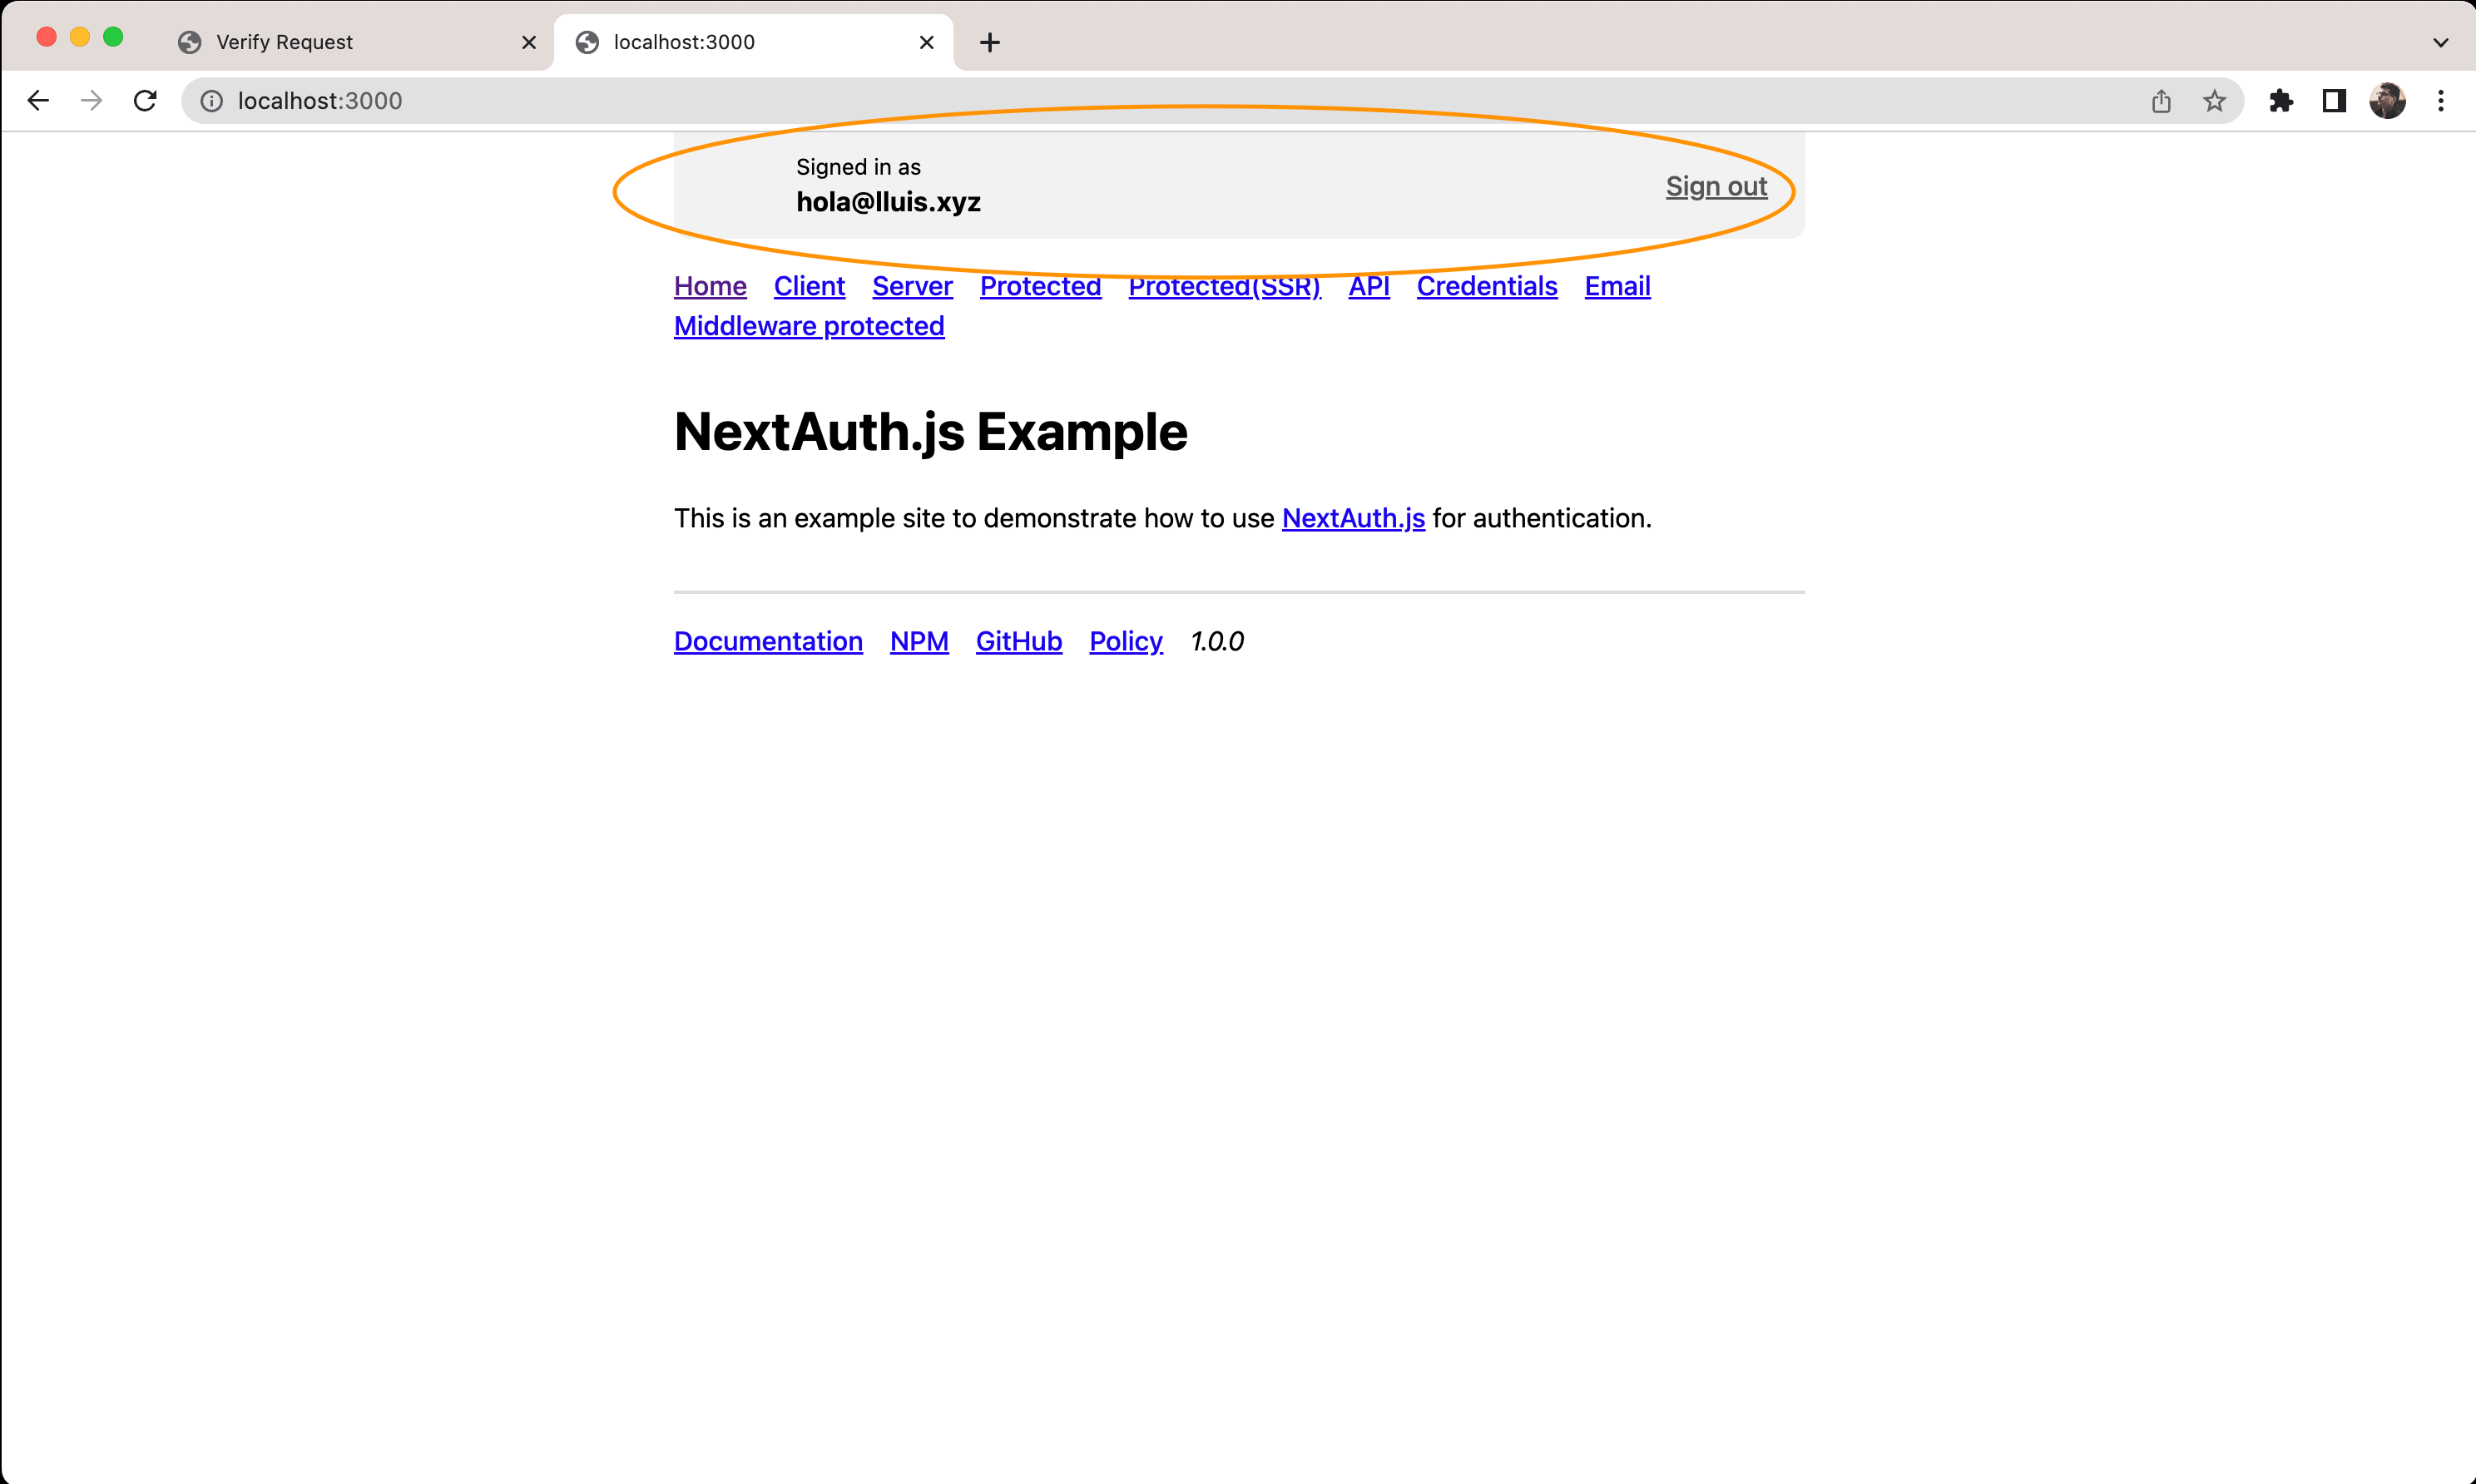 Verify Request
localhost:3000
localhost:3000
Signed in as
hola@lluis.xyz
Sign out
Home Client Server Protected Protected(SSR) API Credentials Email
Middleware protected
NextAuth.js Example
This is an example site to demonstrate how to use NextAuth.js for authentication.
Documentation NPM GitHub Policy 1.0.0